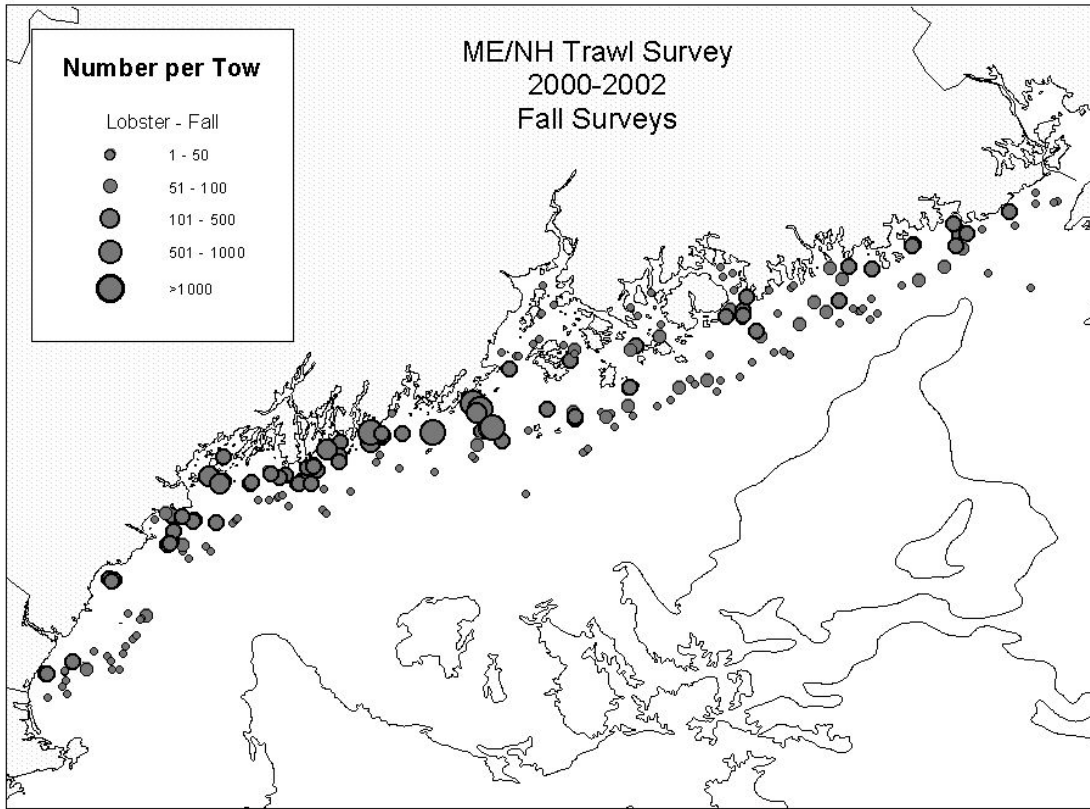 Number per Tow
Lobster - Fall
1 - 50
51 - 100
101 - 500
501 - 1000
>1000
ME/NH Trawl Survey
2000-2002
Fall Surveys